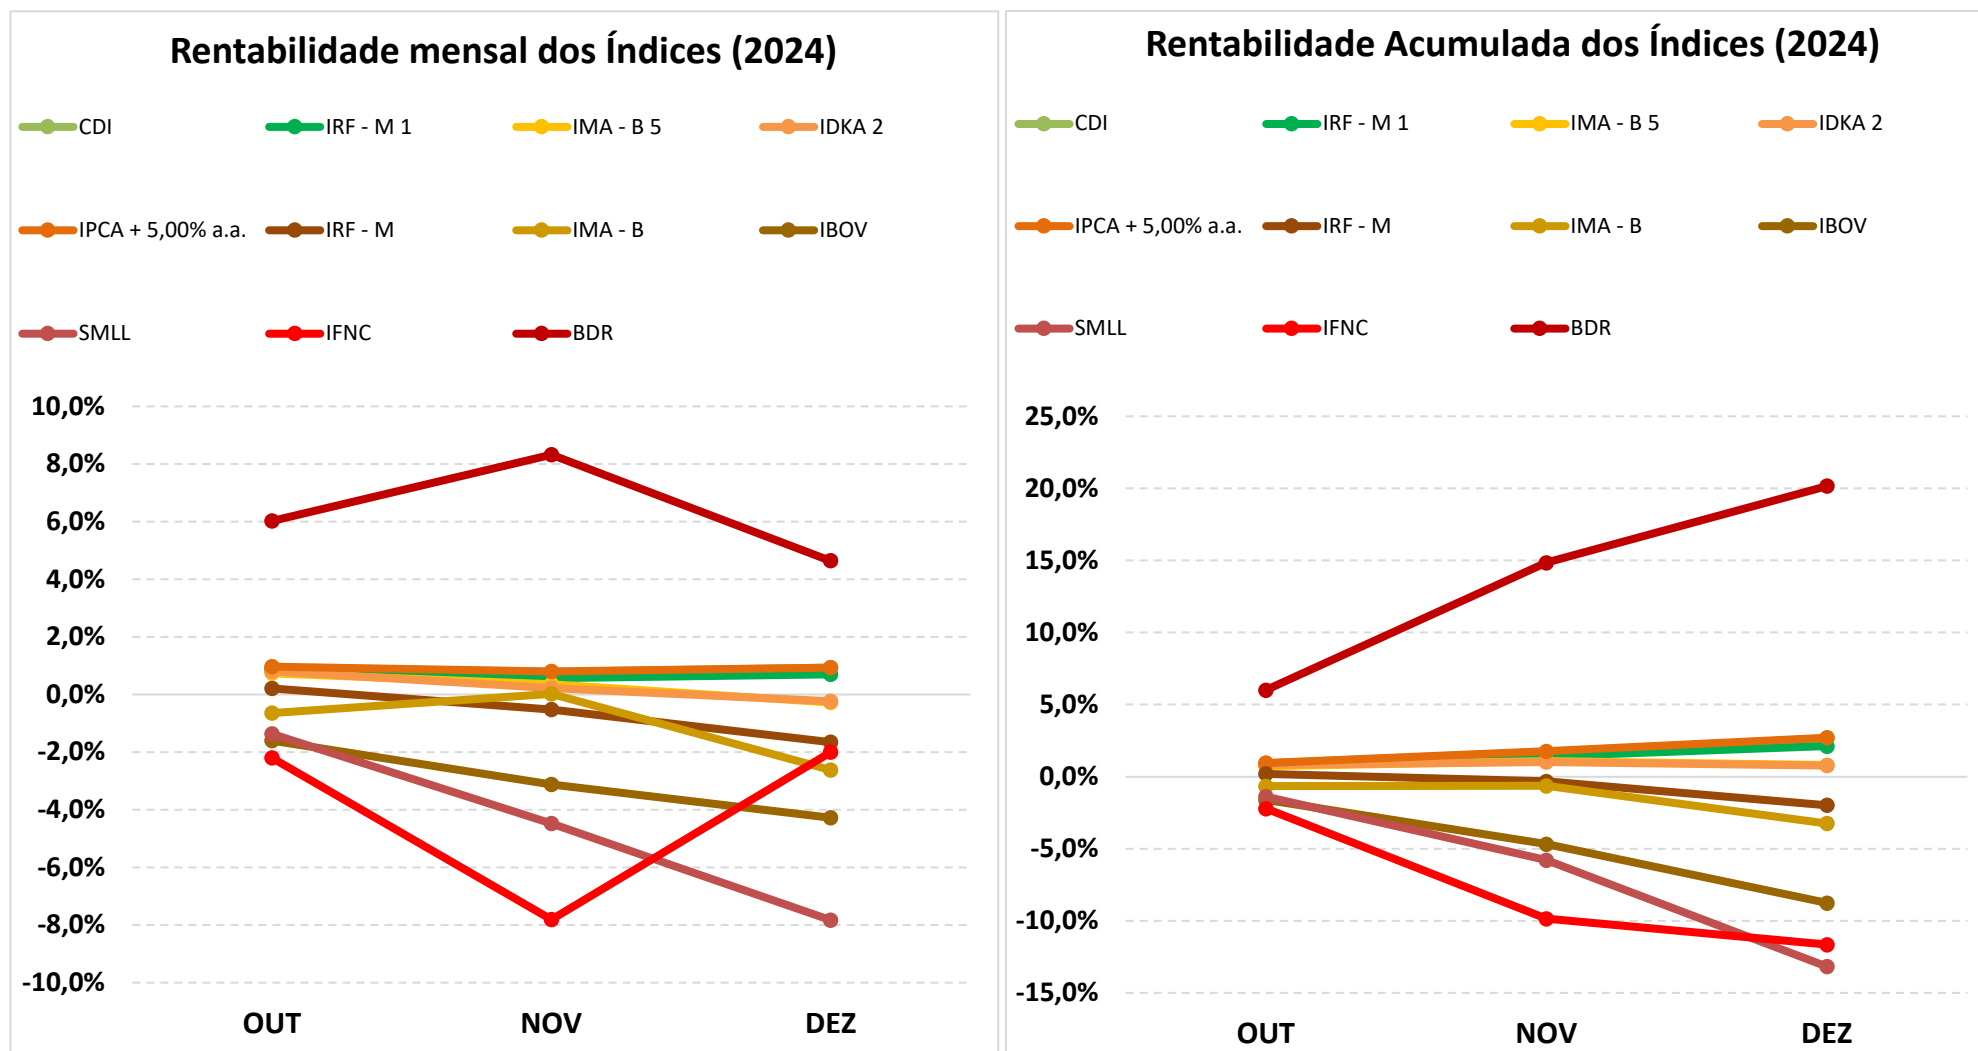 Rentabilidade mensal dos Índices (2024)
CDI IRF - M 1 IMA - B 5 IDKA 2
IPCA + 5,00% a.a. IRF - M IMA - B IBOV
SMLL IFNC BDR
10,0%
8,0%
6,0%
4,0%
2,0%
0,0%
-2,0%
-4,0%
-6,0%
-8,0%
-10,0%
OUT NOV DEZ
Rentabilidade Acumulada dos Índices (2024)
CDI IRF - M 1 IMA - B 5 IDKA 2
IPCA + 5,00% a.a. IRF - M IMA - B IBOV
SMLL IFNC BDR
25,0%
20,0%
15,0%
10,0%
5,0%
0,0%
-5,0%
-10,0%
-15,0%
OUT NOV DEZ